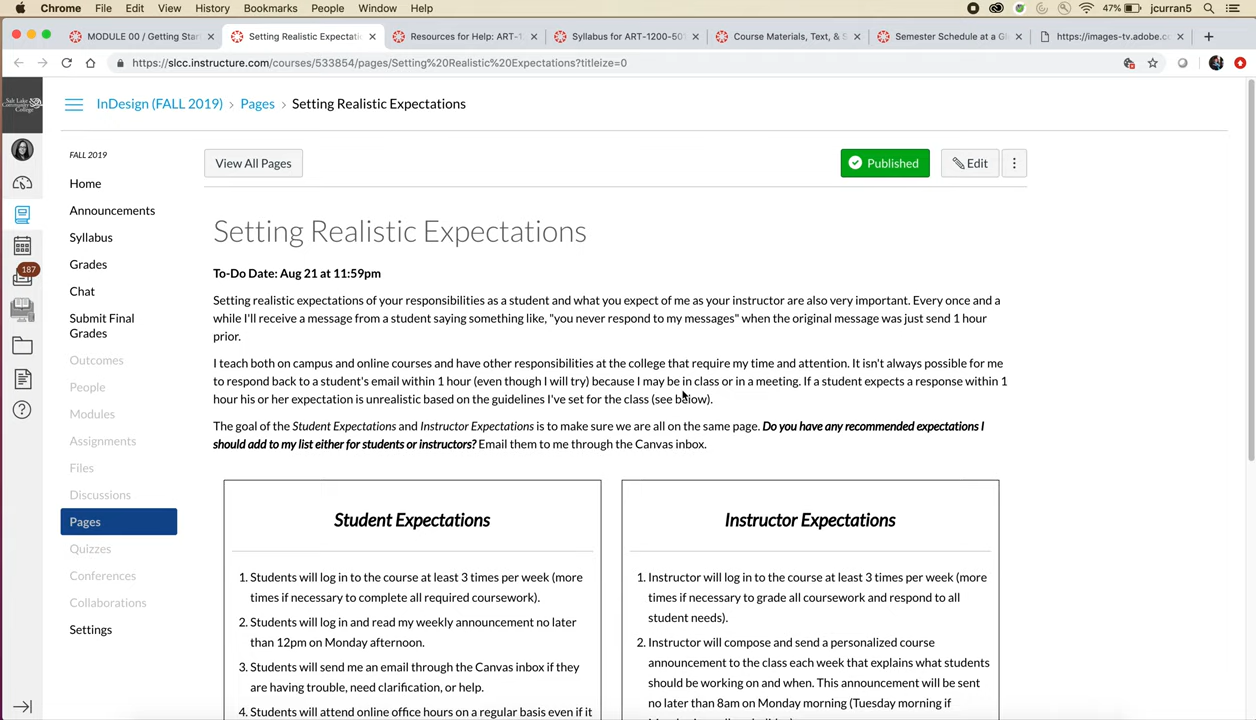 Chrome File Edit View History Bookmarks People Window Help 47% jcurran5
MODULE 00 / Getting Star Setting Realistic Expectati Resources for Help: ART-1 Syllabus for ART-1200-50 Course Materials, Text, & S Semester Schedule at a Gl https://images-tv.adobe.c
https://slcc.instructure.com/courses/533854/pages/Setting%20Realistic%20Expectations?titleize=0
Salt Lake
Community
College
InDesign (FALL 2019) › Pages › Setting Realistic Expectations
FALL 2019
View All Pages
Published
Edit
Home
Announcements
Syllabus
Grades
187
Chat
Submit Final
Grades
Outcomes
People
Modules
Assignments
Files
Discussions
Pages
Quizzes
Conferences
Collaborations
Settings
Setting Realistic Expectations
To-Do Date: Aug 21 at 11:59pm
Setting realistic expectations of your responsibilities as a student and what you expect of me as your instructor are also very important. Every once and a
while I'll receive a message from a student saying something like, "you never respond to my messages" when the original message was just send 1 hour
prior.
I teach both on campus and online courses and have other responsibilities at the college that require my time and attention. It isn't always possible for me
to respond back to a student's email within 1 hour (even though I will try) because I may be in class or in a meeting. If a student expects a response within 1
hour his or her expectation is unrealistic based on the guidelines I've set for the class (see below).
The goal of the Student Expectations and Instructor Expectations is to make sure we are all on the same page. Do you have any recommended expectations I
should add to my list either for students or instructors? Email them to me through the Canvas inbox.
Student Expectations
1. Students will log in to the course at least 3 times per week (more
times if necessary to complete all required coursework).
2. Students will log in and read my weekly announcement no later
than 12pm on Monday afternoon.
3. Students will send me an email through the Canvas inbox if they
are having trouble, need clarification, or help.
4. Students will attend online office hours on a regular basis even if it
Instructor Expectations
1. Instructor will log in to the course at least 3 times per week (more
times if necessary to grade all coursework and respond to all
student needs).
2. Instructor will compose and send a personalized course
announcement to the class each week that explains what students
should be working on and when. This announcement will be sent
no later than 8am on Monday morning (Tuesday morning if